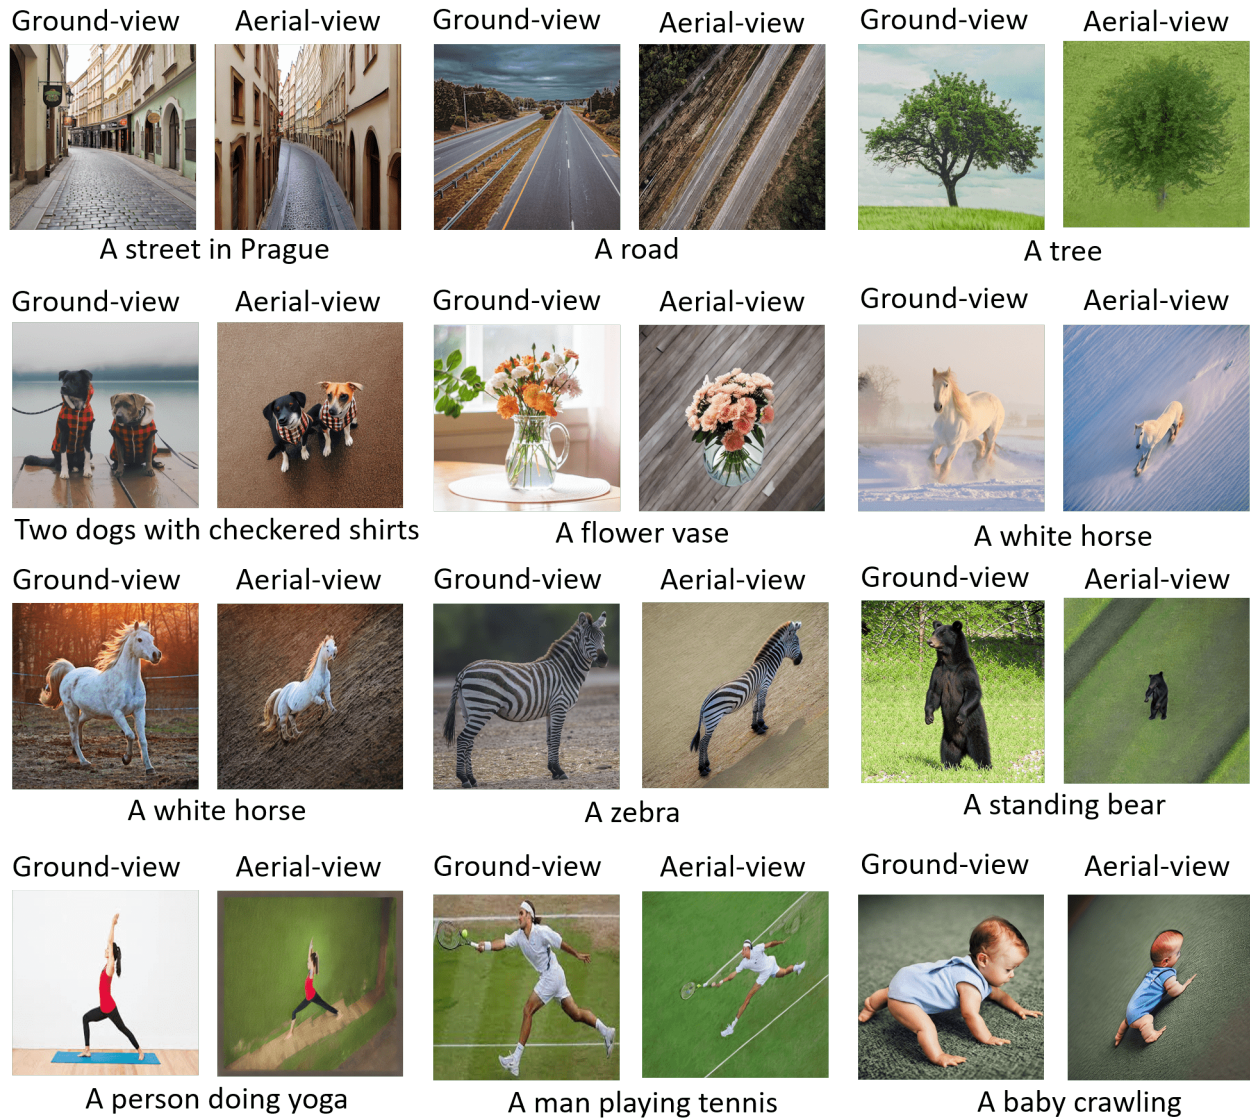 Ground-view Aerial-view Ground-view Aerial-view Ground-view Aerial-view
A street in Prague A road A tree
Ground-view Aerial-view Ground-view Aerial-view Ground-view Aerial-view
Two dogs with checkered shirts A flower vase A white horse
Ground-view Aerial-view Ground-view Aerial-view Ground-view Aerial-view
A white horse A zebra A standing bear
Ground-view Aerial-view Ground-view Aerial-view Ground-view Aerial-view
A person doing yoga A man playing tennis A baby crawling